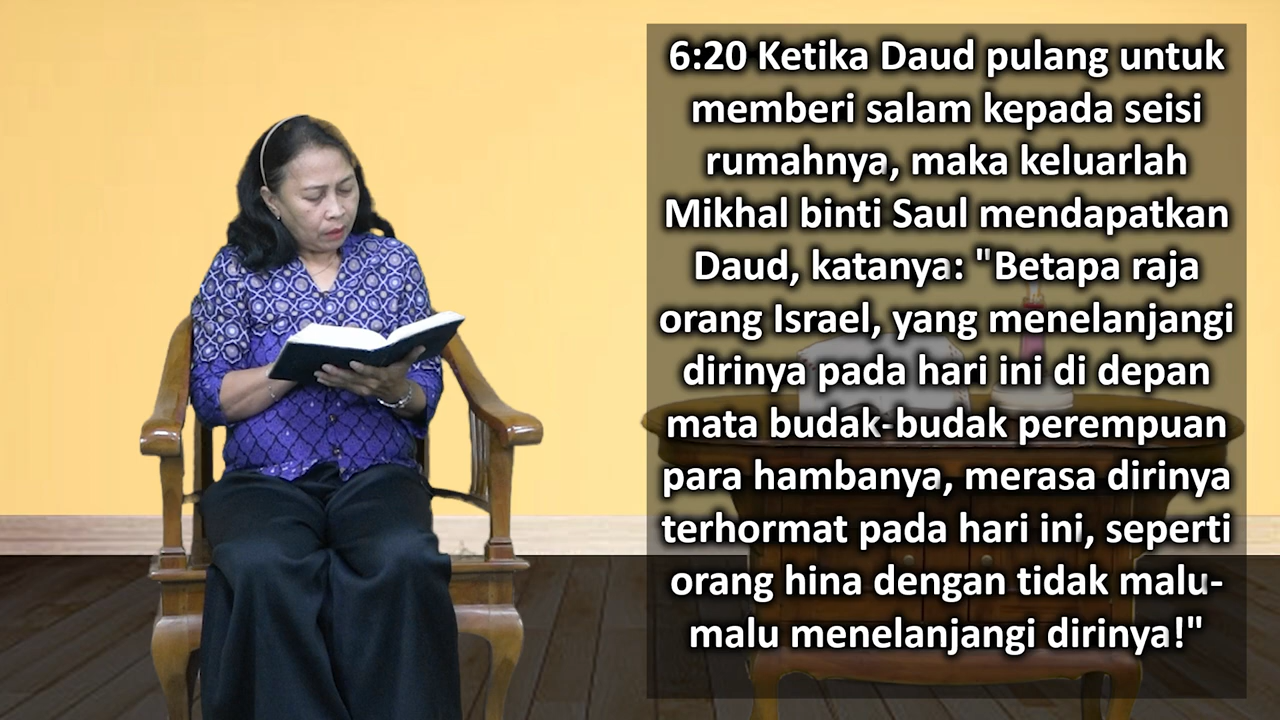 6:20 Ketika Daud pulang untuk
memberi salam kepada seisi
rumahnya, maka keluarlah
Mikhal binti Saul mendapatkan
Daud, katanya: "Betapa raja
orang Israel, yang menelanjangi
dirinya pada hari ini di depan
mata budak-budak perempuan
para hambanya, merasa dirinya
terhormat pada hari ini, seperti
orang hina dengan tidak malu-
malu menelanjangi dirinya!"